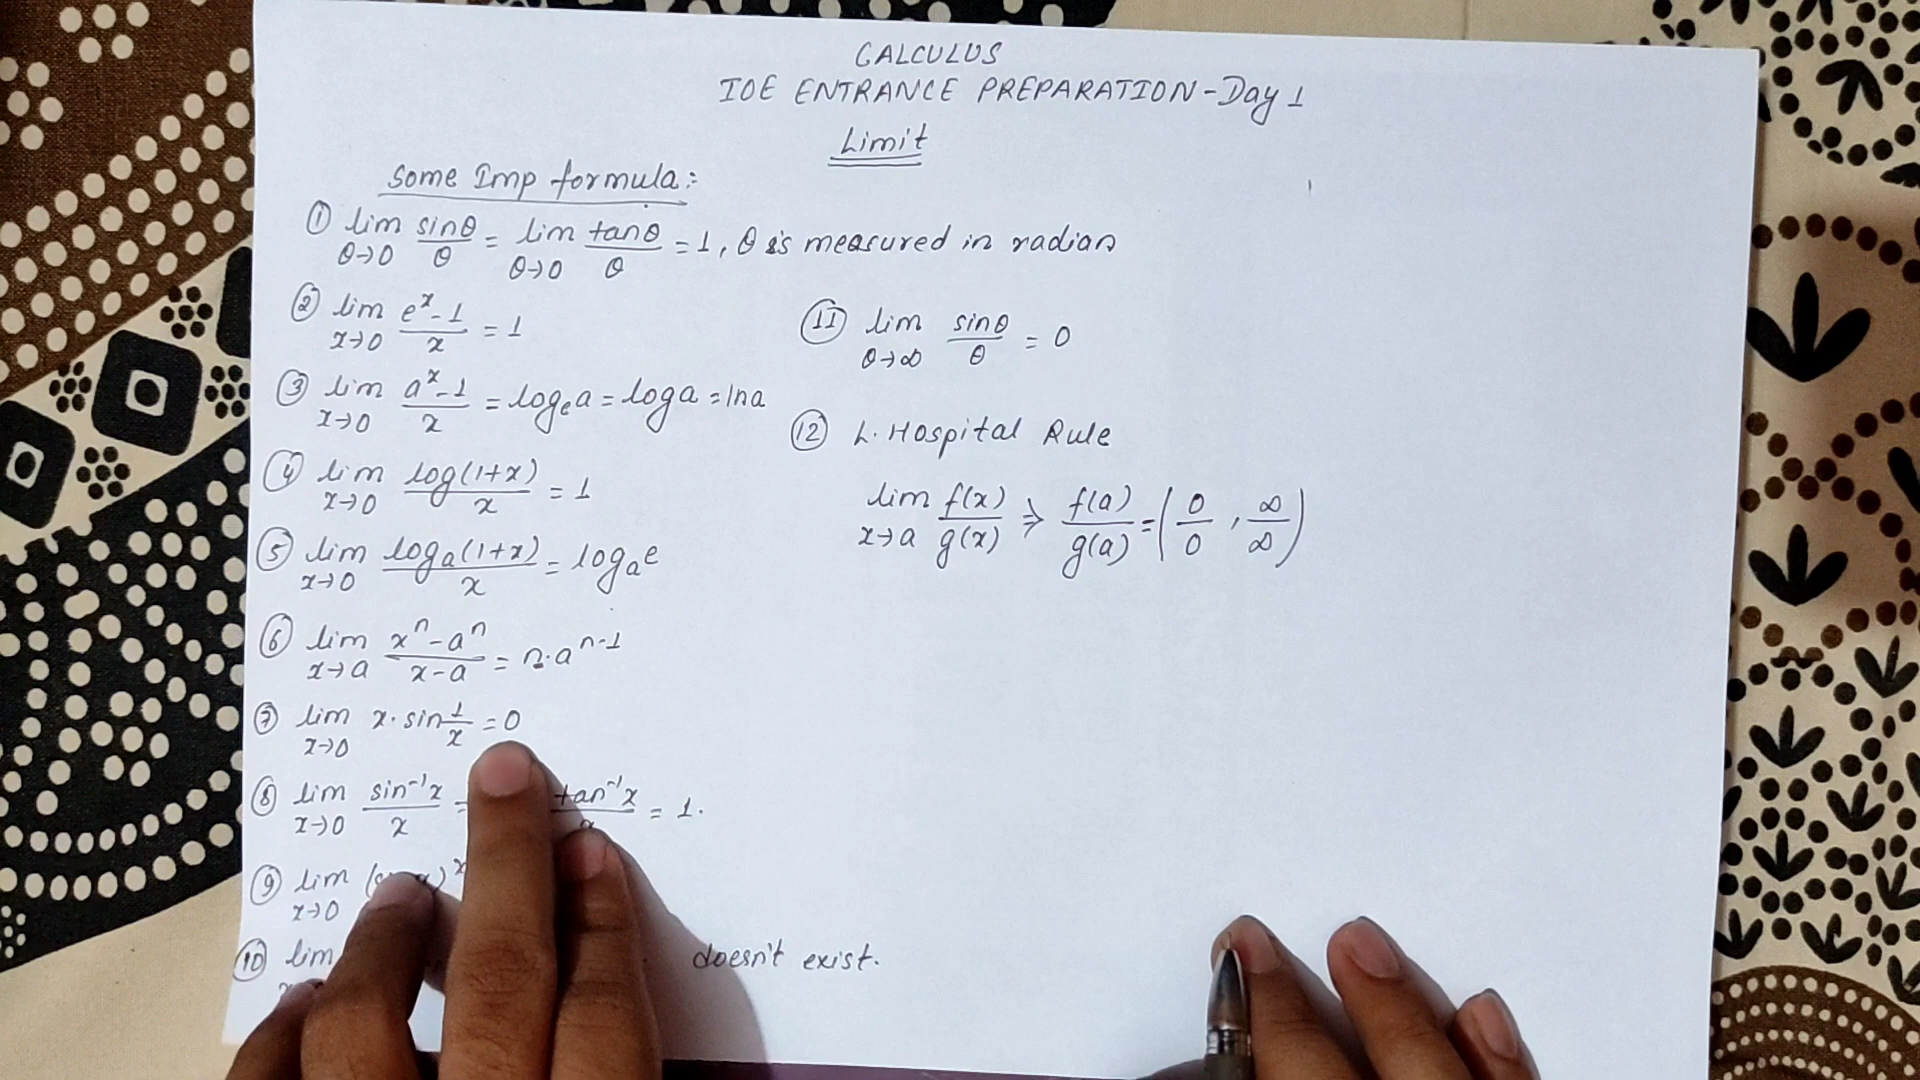 CALCULUS
IOE ENTRANCE PREPARATION - Day 1
Limit
Some Imp formula:
① lim θ→0 sinθ/θ = lim θ→0 tanθ/θ = 1, θ is measured in radian
② lim x→0 (e^x - 1)/x = 1
③ lim x→0 (a^x - 1)/x = log_e a = log a = ln a
④ lim x→0 log(1+x)/x = 1
⑤ lim x→0 log_a(1+x)/x = log_a e
⑥ lim x→a (x^n - a^n)/(x - a) = n·a^(n-1)
⑦ lim x→0 x·sin 1/x = 0
⑧ lim x→0 sin⁻¹x/x = tan⁻¹x = 1.
⑨ lim x→0
⑩ lim doesn't exist.
⑪ lim θ→∞ sinθ/θ = 0
⑫ L. Hospital Rule
lim x→a f(x)/g(x) ⇒ f(a)/g(a) = (0/0, ∞/∞)